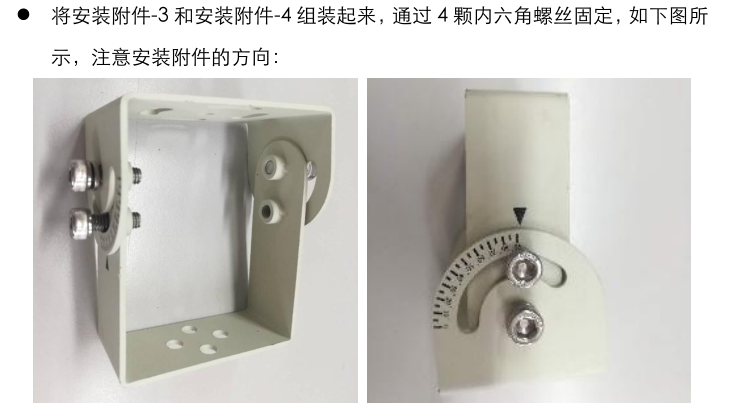 ● 将安装附件-3 和安装附件-4 组装起来，通过 4 颗内六角螺丝固定，如下图所
示，注意安装附件的方向：